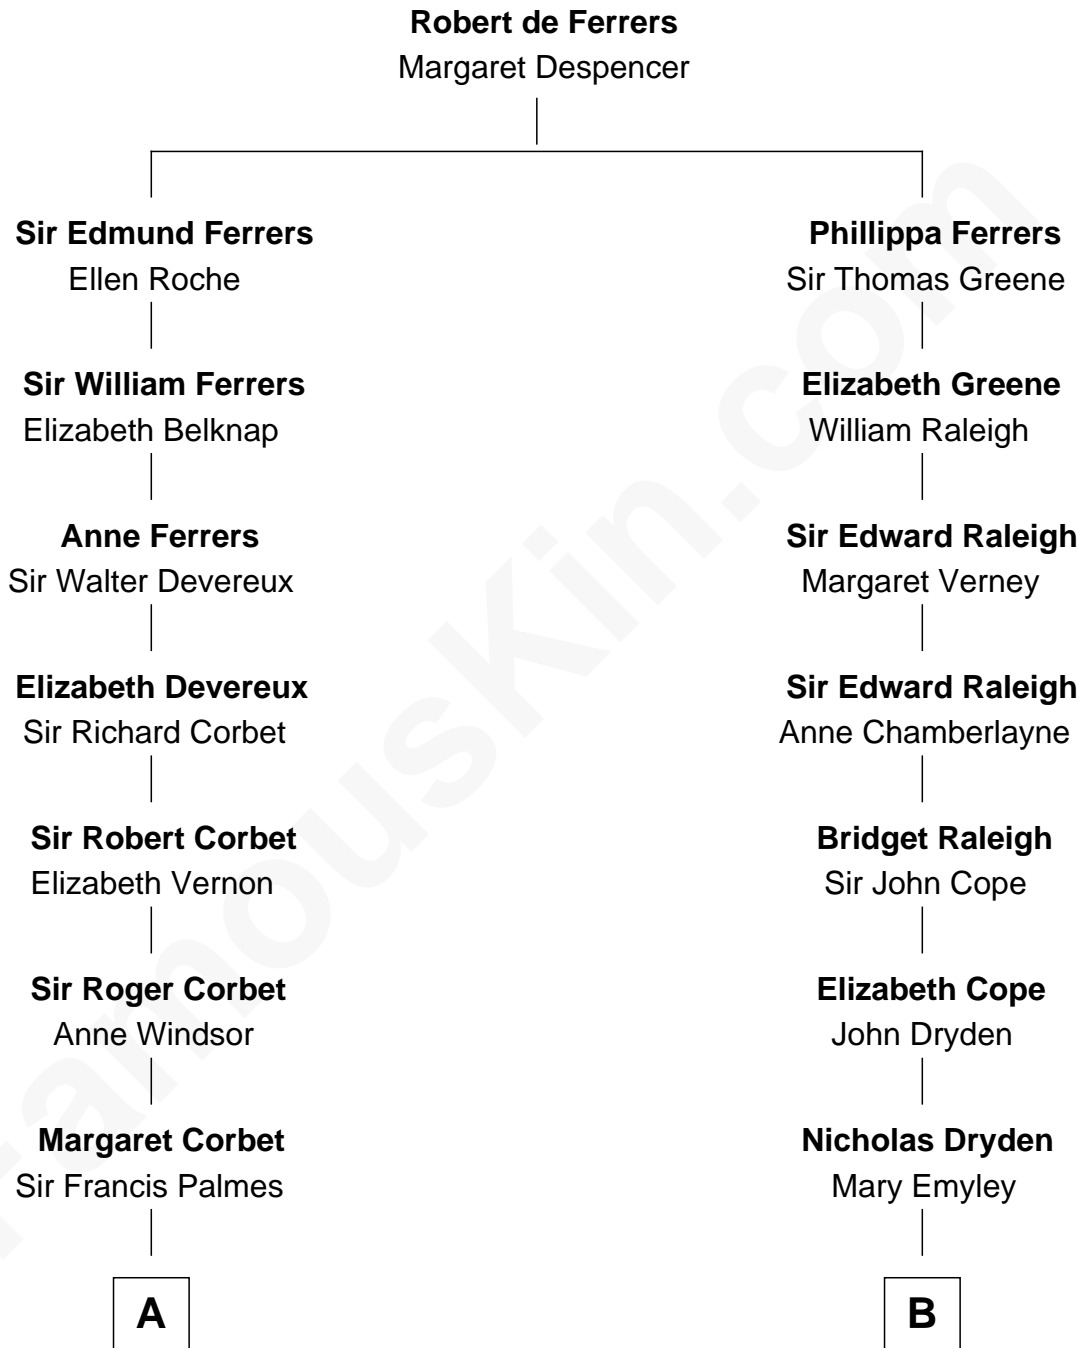 Robert de Ferrers
Margaret Despencer
Sir Edmund Ferrers
Ellen Roche
Phillippa Ferrers
Sir Thomas Greene
Sir William Ferrers
Elizabeth Belknap
Elizabeth Greene
William Raleigh
Anne Ferrers
Sir Walter Devereux
Sir Edward Raleigh
Margaret Verney
Elizabeth Devereux
Sir Richard Corbet
Sir Edward Raleigh
Anne Chamberlayne
Sir Robert Corbet
Elizabeth Vernon
Bridget Raleigh
Sir John Cope
Sir Roger Corbet
Anne Windsor
Elizabeth Cope
John Dryden
Margaret Corbet
Sir Francis Palmes
Nicholas Dryden
Mary Emyley
A
B
FamousKin.com